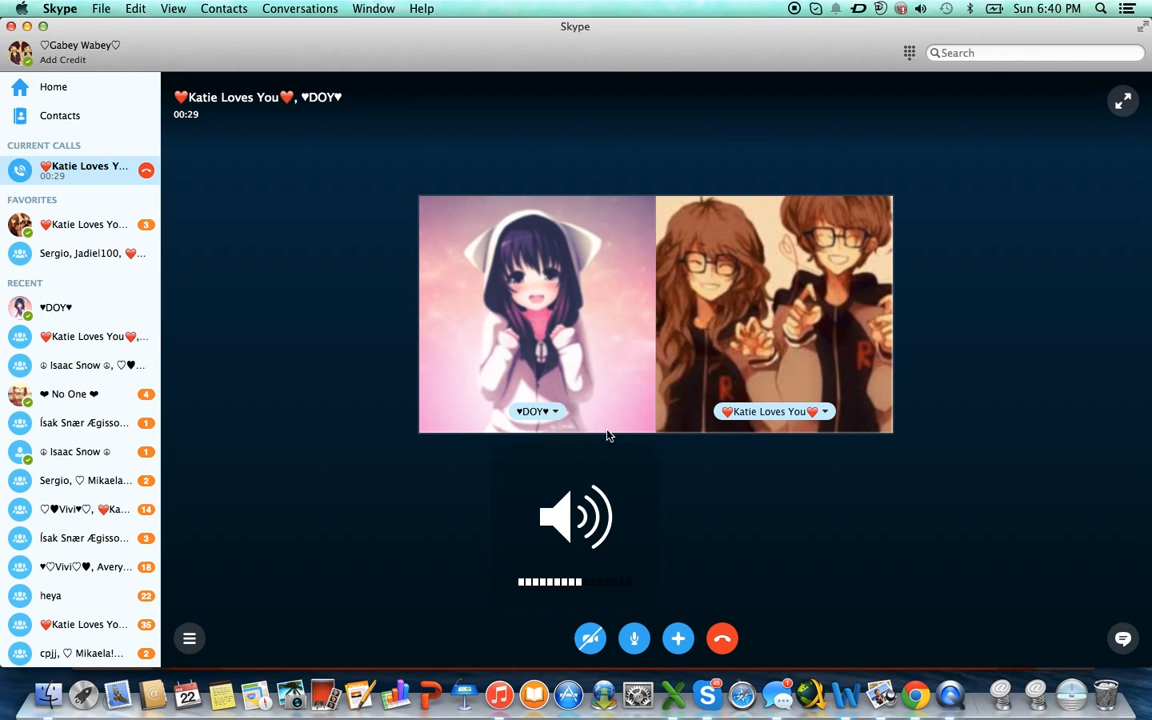 Skype File Edit View Contacts Conversations Window Help Sun 6:40 PM
Skype
♡Gabey Wabey♡
Add Credit
Search
Home
Contacts
CURRENT CALLS
❤Katie Loves Y...
00:29
FAVORITES
❤Katie Loves Yo... 3
Sergio, Jadiel100, ❤...
RECENT
♥DOY♥
❤Katie Loves You❤,...
☮ Isaac Snow ☮, ♡♥...
❤ No One ❤ 4
Ísak Snær Ægisso... 1
☮ Isaac Snow ☮
Sergio, ♡ Mikaela... 2
♡♥Vivi♥♡, ❤Ka... 14
Ísak Snær Ægisso... 3
♥♡Vivi♡♥, Avery... 18
heya 22
❤Katie Loves Yo... 35
cpjj, ♡ Mikaela!... 2
❤Katie Loves You❤, ♥DOY♥
00:29
R
R
♥DOY♥
❤Katie Loves You❤
22
46
1